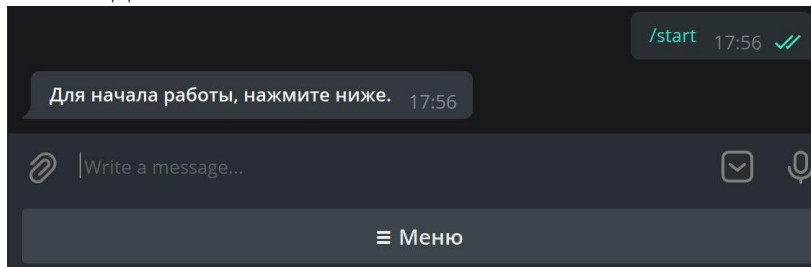 /start 17:56
Для начала работы, нажмите ниже. 17:56
Write a message...
≡ Меню